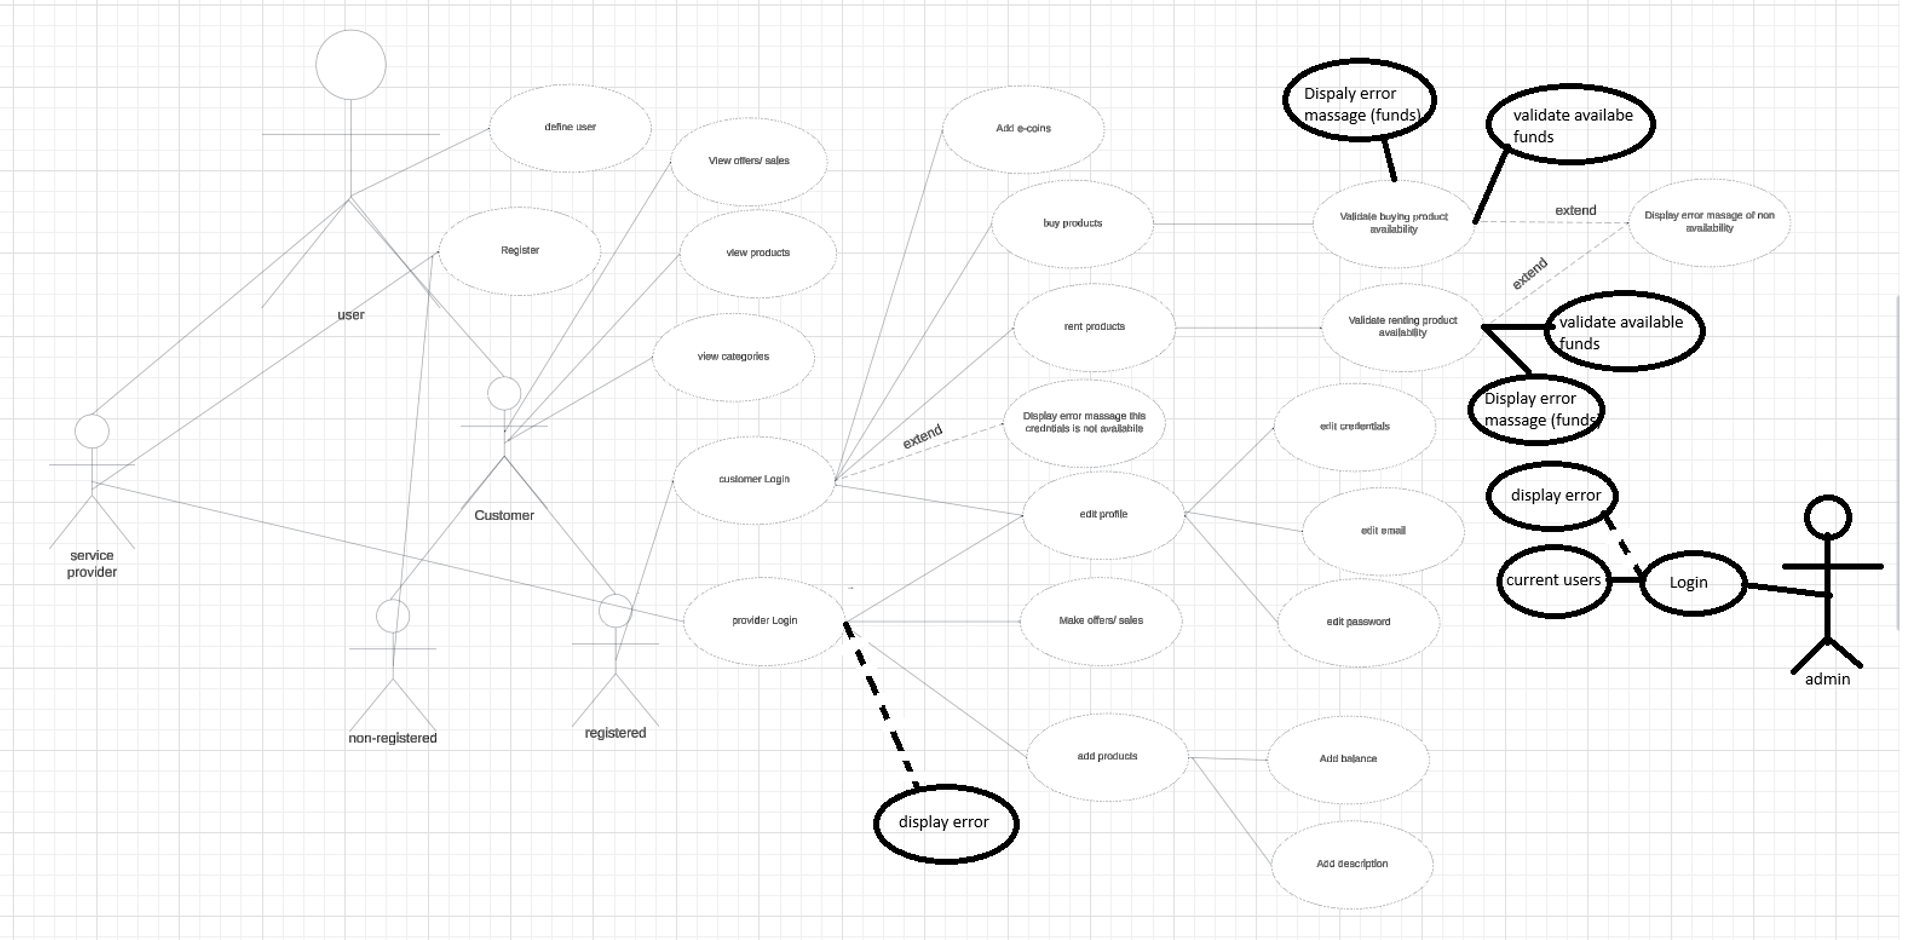 define user
View offers/ sales
Register
view products
user
view categories
service
provider
Customer
customer Login
provider Login
non-registered
registered
Add e-coins
buy products
rent products
Display error massage this
credntials is not availabile
extend
edit profile
Make offers/ sales
add products
display error
Dispaly error
massage (funds)
validate availabe
funds
Validate buying product
availability
extend
Display error masage of non
availability
extend
Validate renting product
availability
validate available
funds
Display error
massage (funds)
edit credentials
edit email
edit password
Add balance
Add description
display error
current users
Login
admin